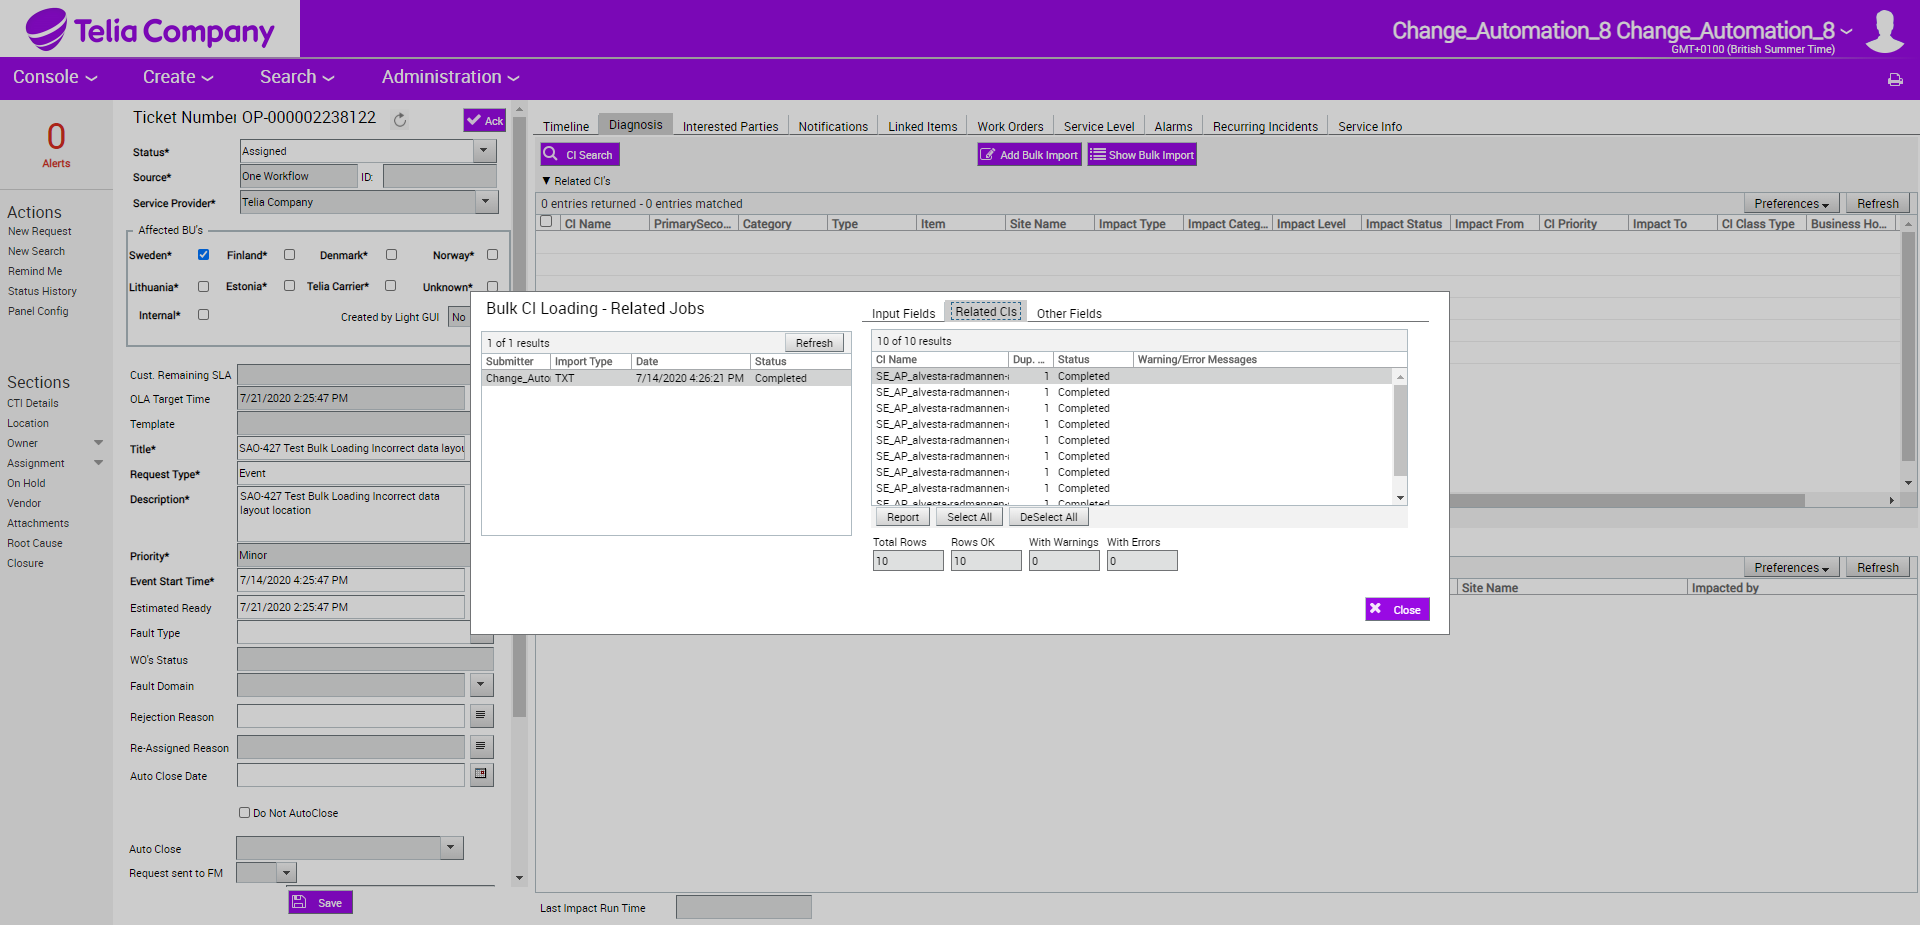 Telia Company
Change_Automation_8 Change_Automation_8
GMT+0100 (British Summer Time)
Console
Create
Search
Administration
0
Alerts
Actions
New Request
New Search
Remind Me
Status History
Panel Config
Sections
CTI Details
Location
Owner
Assignment
On Hold
Vendor
Attachments
Root Cause
Closure
Ticket Number OP-000002238122
Ack
Status*
Assigned
Source*
One Workflow
ID:
Service Provider*
Telia Company
Affected BU's
Sweden*
Finland*
Denmark*
Norway*
Lithuania*
Estonia*
Telia Carrier*
Unknown*
Internal*
Created by Light GUI
No
Cust. Remaining SLA
OLA Target Time
7/21/2020 2:25:47 PM
Template
Title*
SAO-427 Test Bulk Loading Incorrect data layou
Request Type*
Event
Description*
SAO-427 Test Bulk Loading Incorrect data
layout location
Priority*
Minor
Event Start Time*
7/14/2020 4:25:47 PM
Estimated Ready
7/21/2020 2:25:47 PM
Fault Type
WO's Status
Fault Domain
Rejection Reason
Re-Assigned Reason
Auto Close Date
Do Not AutoClose
Auto Close
Request sent to FM
Save
Timeline
Diagnosis
Interested Parties
Notifications
Linked Items
Work Orders
Service Level
Alarms
Recurring Incidents
Service Info
CI Search
Add Bulk Import
Show Bulk Import
Related CI's
0 entries returned - 0 entries matched
Preferences
Refresh
CI Name
PrimarySeco...
Category
Type
Item
Site Name
Impact Type
Impact Categ...
Impact Level
Impact Status
Impact From
CI Priority
Impact To
CI Class Type
Business Ho...
Bulk CI Loading - Related Jobs
1 of 1 results
Refresh
Submitter
Import Type
Date
Status
Change_Auto
TXT
7/14/2020 4:26:21 PM
Completed
Input Fields
Related CIs
Other Fields
10 of 10 results
CI Name
Dup. ...
Status
Warning/Error Messages
SE_AP_alvesta-radmannen-a 1 Completed
SE_AP_alvesta-radmannen-a 1 Completed
SE_AP_alvesta-radmannen-a 1 Completed
SE_AP_alvesta-radmannen-a 1 Completed
SE_AP_alvesta-radmannen-a 1 Completed
SE_AP_alvesta-radmannen-a 1 Completed
SE_AP_alvesta-radmannen-a 1 Completed
SE_AP_alvesta-radmannen-a 1 Completed
SE_AP_alvesta-radmannen-a 1 Completed
Report
Select All
DeSelect All
Total Rows
Rows OK
With Warnings
With Errors
10
10
0
0
Close
Preferences
Refresh
Site Name
Impacted by
Last Impact Run Time